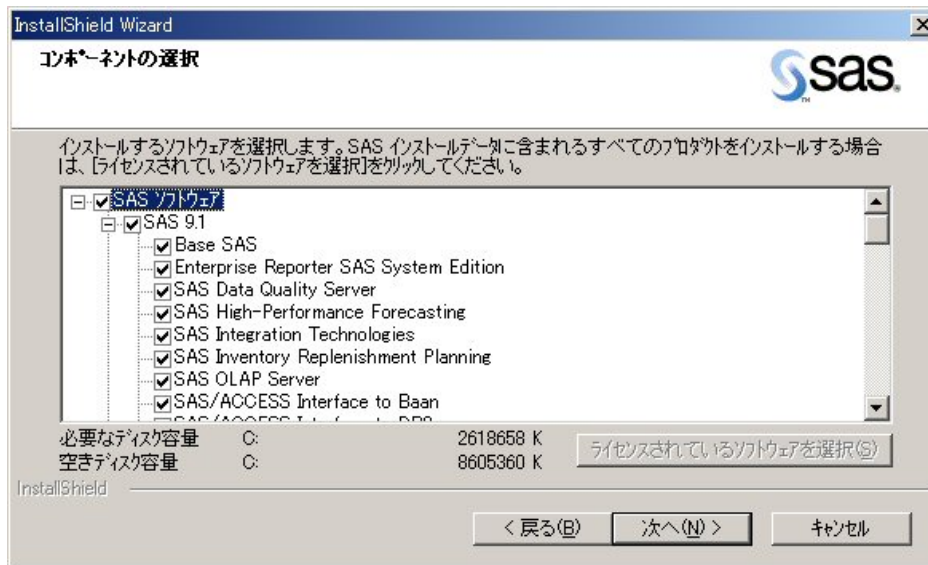 InstallShield Wizard
コンポーネントの選択
sas.
TM
インストールするソフトウェアを選択します。SAS インストールデータに含まれるすべてのプロダクトをインストールする場合
は、[ライセンスされているソフトウェアを選択]をクリックしてください。
SAS ソフトウェア
SAS 9.1
Base SAS
Enterprise Reporter SAS System Edition
SAS Data Quality Server
SAS High-Performance Forecasting
SAS Integration Technologies
SAS Inventory Replenishment Planning
SAS OLAP Server
SAS/ACCESS Interface to Baan
必要なディスク容量 C: 2618658 K
空きディスク容量 C: 8605360 K
ライセンスされているソフトウェアを選択(S)
InstallShield
< 戻る(B) 次へ(N) > キャンセル